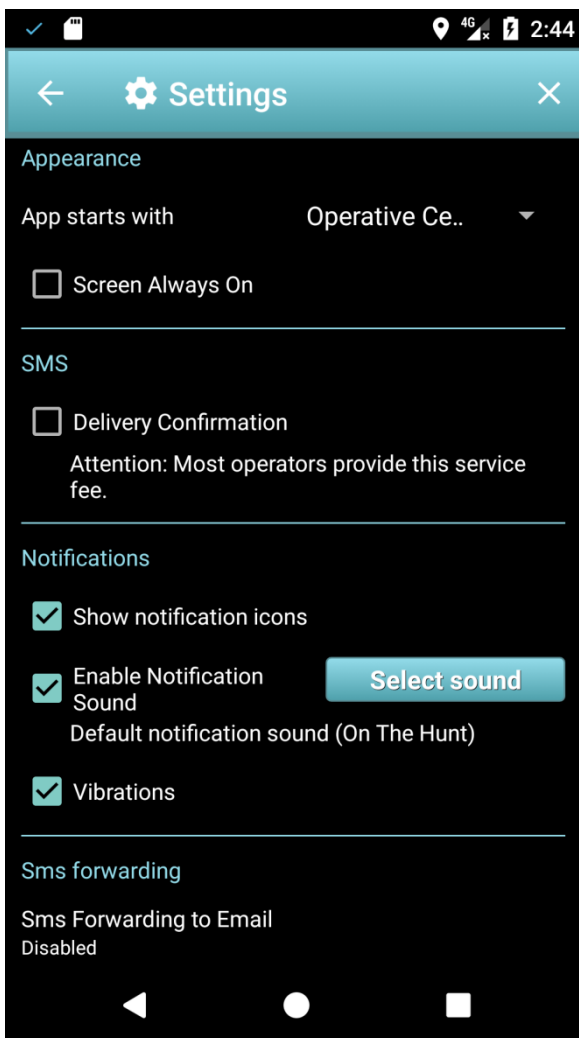 4G 2:44
Settings
Appearance
App starts with Operative Ce..
Screen Always On
SMS
Delivery Confirmation
Attention: Most operators provide this service
fee.
Notifications
Show notification icons
Enable Notification
Sound
Select sound
Default notification sound (On The Hunt)
Vibrations
Sms forwarding
Sms Forwarding to Email
Disabled